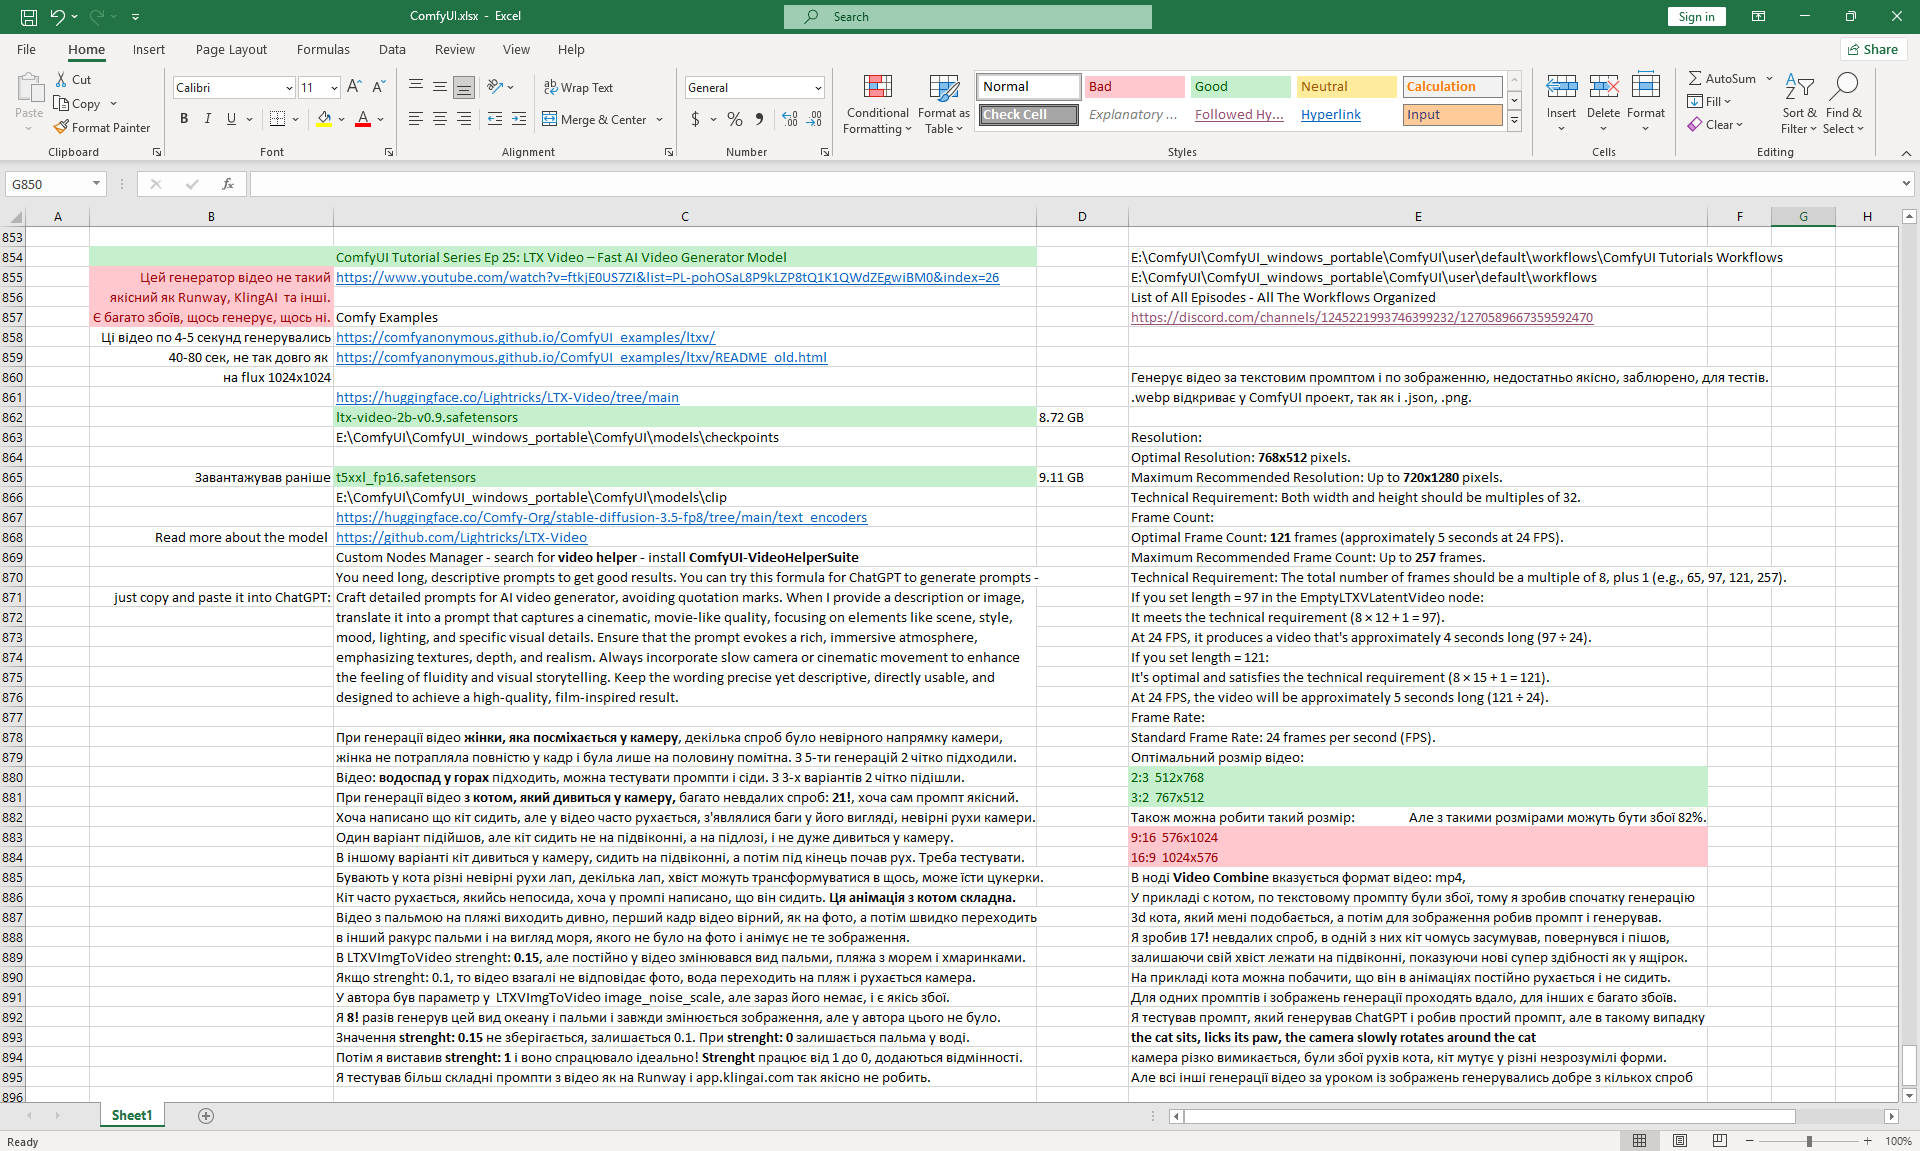 ComfyUI.xlsx - Excel
Search
Sign in
File Home Insert Page Layout Formulas Data Review View Help
Share
Paste
Cut
Copy
Format Painter
Clipboard
Calibri 11
B I U
Font
Wrap Text
Merge & Center
Alignment
General
$ %
Number
Conditional Formatting
Format as Table
Normal Bad Good Neutral Calculation
Check Cell Explanatory ... Followed Hy... Hyperlink Input
Styles
Insert Delete Format
Cells
AutoSum
Fill
Clear
Sort & Filter
Find & Select
Editing
G850
fx
A B C D E F G H
853
854 ComfyUI Tutorial Series Ep 25: LTX Video – Fast AI Video Generator Model E:\ComfyUI\ComfyUI_windows_portable\ComfyUI\user\default\workflows\ComfyUI Tutorials Workflows
855 Цей генератор відео не такий https://www.youtube.com/watch?v=ftkjE0US7ZI&list=PL-pohOSaL8P9kLZP8tQ1K1QWdZEgwiBM0&index=26 E:\ComfyUI\ComfyUI_windows_portable\ComfyUI\user\default\workflows
856 якісний як Runway, KlingAI та інші. List of All Episodes - All The Workflows Organized
857 Є багато збоїв, щось генерує, щось ні. Comfy Examples https://discord.com/channels/1245221993746399232/1270589667359592470
858 Ці відео по 4-5 секунд генерувались https://comfyanonymous.github.io/ComfyUI_examples/ltxv/
859 40-80 сек, не так довго як https://comfyanonymous.github.io/ComfyUI_examples/ltxv/README_old.html
860 на flux 1024x1024 Генерує відео за текстовим промптом і по зображенню, недостатньо якісно, заблюрено, для тестів.
861 https://huggingface.co/Lightricks/LTX-Video/tree/main .webp відкриває у ComfyUI проект, так як і .json, .png.
862 ltx-video-2b-v0.9.safetensors 8.72 GB
863 E:\ComfyUI\ComfyUI_windows_portable\ComfyUI\models\checkpoints Resolution:
864 Optimal Resolution: 768x512 pixels.
865 Завантажував раніше t5xxl_fp16.safetensors 9.11 GB Maximum Recommended Resolution: Up to 720x1280 pixels.
866 E:\ComfyUI\ComfyUI_windows_portable\ComfyUI\models\clip Technical Requirement: Both width and height should be multiples of 32.
867 https://huggingface.co/Comfy-Org/stable-diffusion-3.5-fp8/tree/main/text_encoders Frame Count:
868 Read more about the model https://github.com/Lightricks/LTX-Video Optimal Frame Count: 121 frames (approximately 5 seconds at 24 FPS).
869 Custom Nodes Manager - search for video helper - install ComfyUI-VideoHelperSuite Maximum Recommended Frame Count: Up to 257 frames.
870 You need long, descriptive prompts to get good results. You can try this formula for ChatGPT to generate prompts - Technical Requirement: The total number of frames should be a multiple of 8, plus 1 (e.g., 65, 97, 121, 257).
871 just copy and paste it into ChatGPT: Craft detailed prompts for AI video generator, avoiding quotation marks. When I provide a description or image, If you set length = 97 in the EmptyLTXVLatentVideo node:
872 translate it into a prompt that captures a cinematic, movie-like quality, focusing on elements like scene, style, It meets the technical requirement (8 × 12 + 1 = 97).
873 mood, lighting, and specific visual details. Ensure that the prompt evokes a rich, immersive atmosphere, At 24 FPS, it produces a video that's approximately 4 seconds long (97 ÷ 24).
874 emphasizing textures, depth, and realism. Always incorporate slow camera or cinematic movement to enhance If you set length = 121:
875 the feeling of fluidity and visual storytelling. Keep the wording precise yet descriptive, directly usable, and It's optimal and satisfies the technical requirement (8 × 15 + 1 = 121).
876 designed to achieve a high-quality, film-inspired result. At 24 FPS, the video will be approximately 5 seconds long (121 ÷ 24).
877 Frame Rate:
878 При генерації відео жінки, яка посміхається у камеру, декілька спроб було невірного напрямку камери, Standard Frame Rate: 24 frames per second (FPS).
879 жінка не потрапляла повністю у кадр і була лише на половину помітна. З 5-ти генерацій 2 чітко підходили. Оптімальний розмір відео:
880 Відео: водоспад у горах підходить, можна тестувати промпти і сіди. З 3-х варіантів 2 чітко підішли. 2:3 512x768
881 При генерації відео з котом, який дивиться у камеру, багато невдалих спроб: 21!, хоча сам промпт якісний. 3:2 767x512
882 Хоча написано що кіт сидить, але у відео часто рухається, з'являлися баги у його вигляді, невірні рухи камери. Також можна робити такий розмір: Але з такими розмірами можуть бути збої 82%.
883 Один варіант підійшов, але кіт сидить не на підвіконні, а на підлозі, і не дуже дивиться у камеру. 9:16 576x1024
884 В іншому варіанті кіт дивиться у камеру, сидить на підвіконні, а потім під кінець почав рух. Треба тестувати. 16:9 1024x576
885 Бувають у кота різні невірні рухи лап, декілька лап, хвіст можуть трансформуватися в щось, може їсти цукерки. В ноді Video Combine вказується формат відео: mp4,
886 Кіт часто рухається, якийсь непосида, хоча у промпі написано, що він сидить. Ця анімація з котом складна. У прикладі с котом, по текстовому промпту були збої, тому я зробив спочатку генерацію
887 Відео з пальмою на пляжі виходить дивно, перший кадр відео вірний, як на фото, а потім швидко переходить 3d кота, який мені подобається, а потім для зображення робив промпт і генерував.
888 в інший ракурс пальми і на вигляд моря, якого не було на фото і анімує не те зображення. Я зробив 17! невдалих спроб, в одній з них кіт чомусь засумував, повернувся і пішов,
889 В LTXVImgToVideo strenght: 0.15, але постійно у відео змінювався вид пальми, пляжа з морем і хмаринками. залишаючи свій хвіст лежати на підвіконні, показуючи нові супер здібності як у ящірок.
890 Якщо strenght: 0.1, то відео взагалі не відповідає фото, вода переходить на пляж і рухається камера. На прикладі кота можна побачити, що він в анімаціях постійно рухається і не сидить.
891 У автора був параметр у LTXVImgToVideo image_noise_scale, але зараз його немає, і є якісь збої. Для одних промптів і зображень генерації проходять вдало, для інших є багато збоїв.
892 Я 8! разів генерув цей вид океану і пальми і завжди змінюється зображення, але у автора цього не було. Я тестував промпт, який генерував ChatGPT і робив простий промпт, але в такому випадку
893 Значення strenght: 0.15 не зберігається, залишається 0.1. При strenght: 0 залишається пальма у воді. the cat sits, licks its paw, the camera slowly rotates around the cat
894 Потім я виставив strenght: 1 і воно спрацювало ідеально! Strenght працює від 1 до 0, додаються відмінності. камера різко вимикається, були збої рухів кота, кіт мутує у різні незрозумілі форми.
895 Я тестував більш складні промпти з відео як на Runway і app.klingai.com так якісно не робить. Але всі інші генерації відео за уроком із зображень генерувались добре з кількох спроб
896
Sheet1
Ready
100%